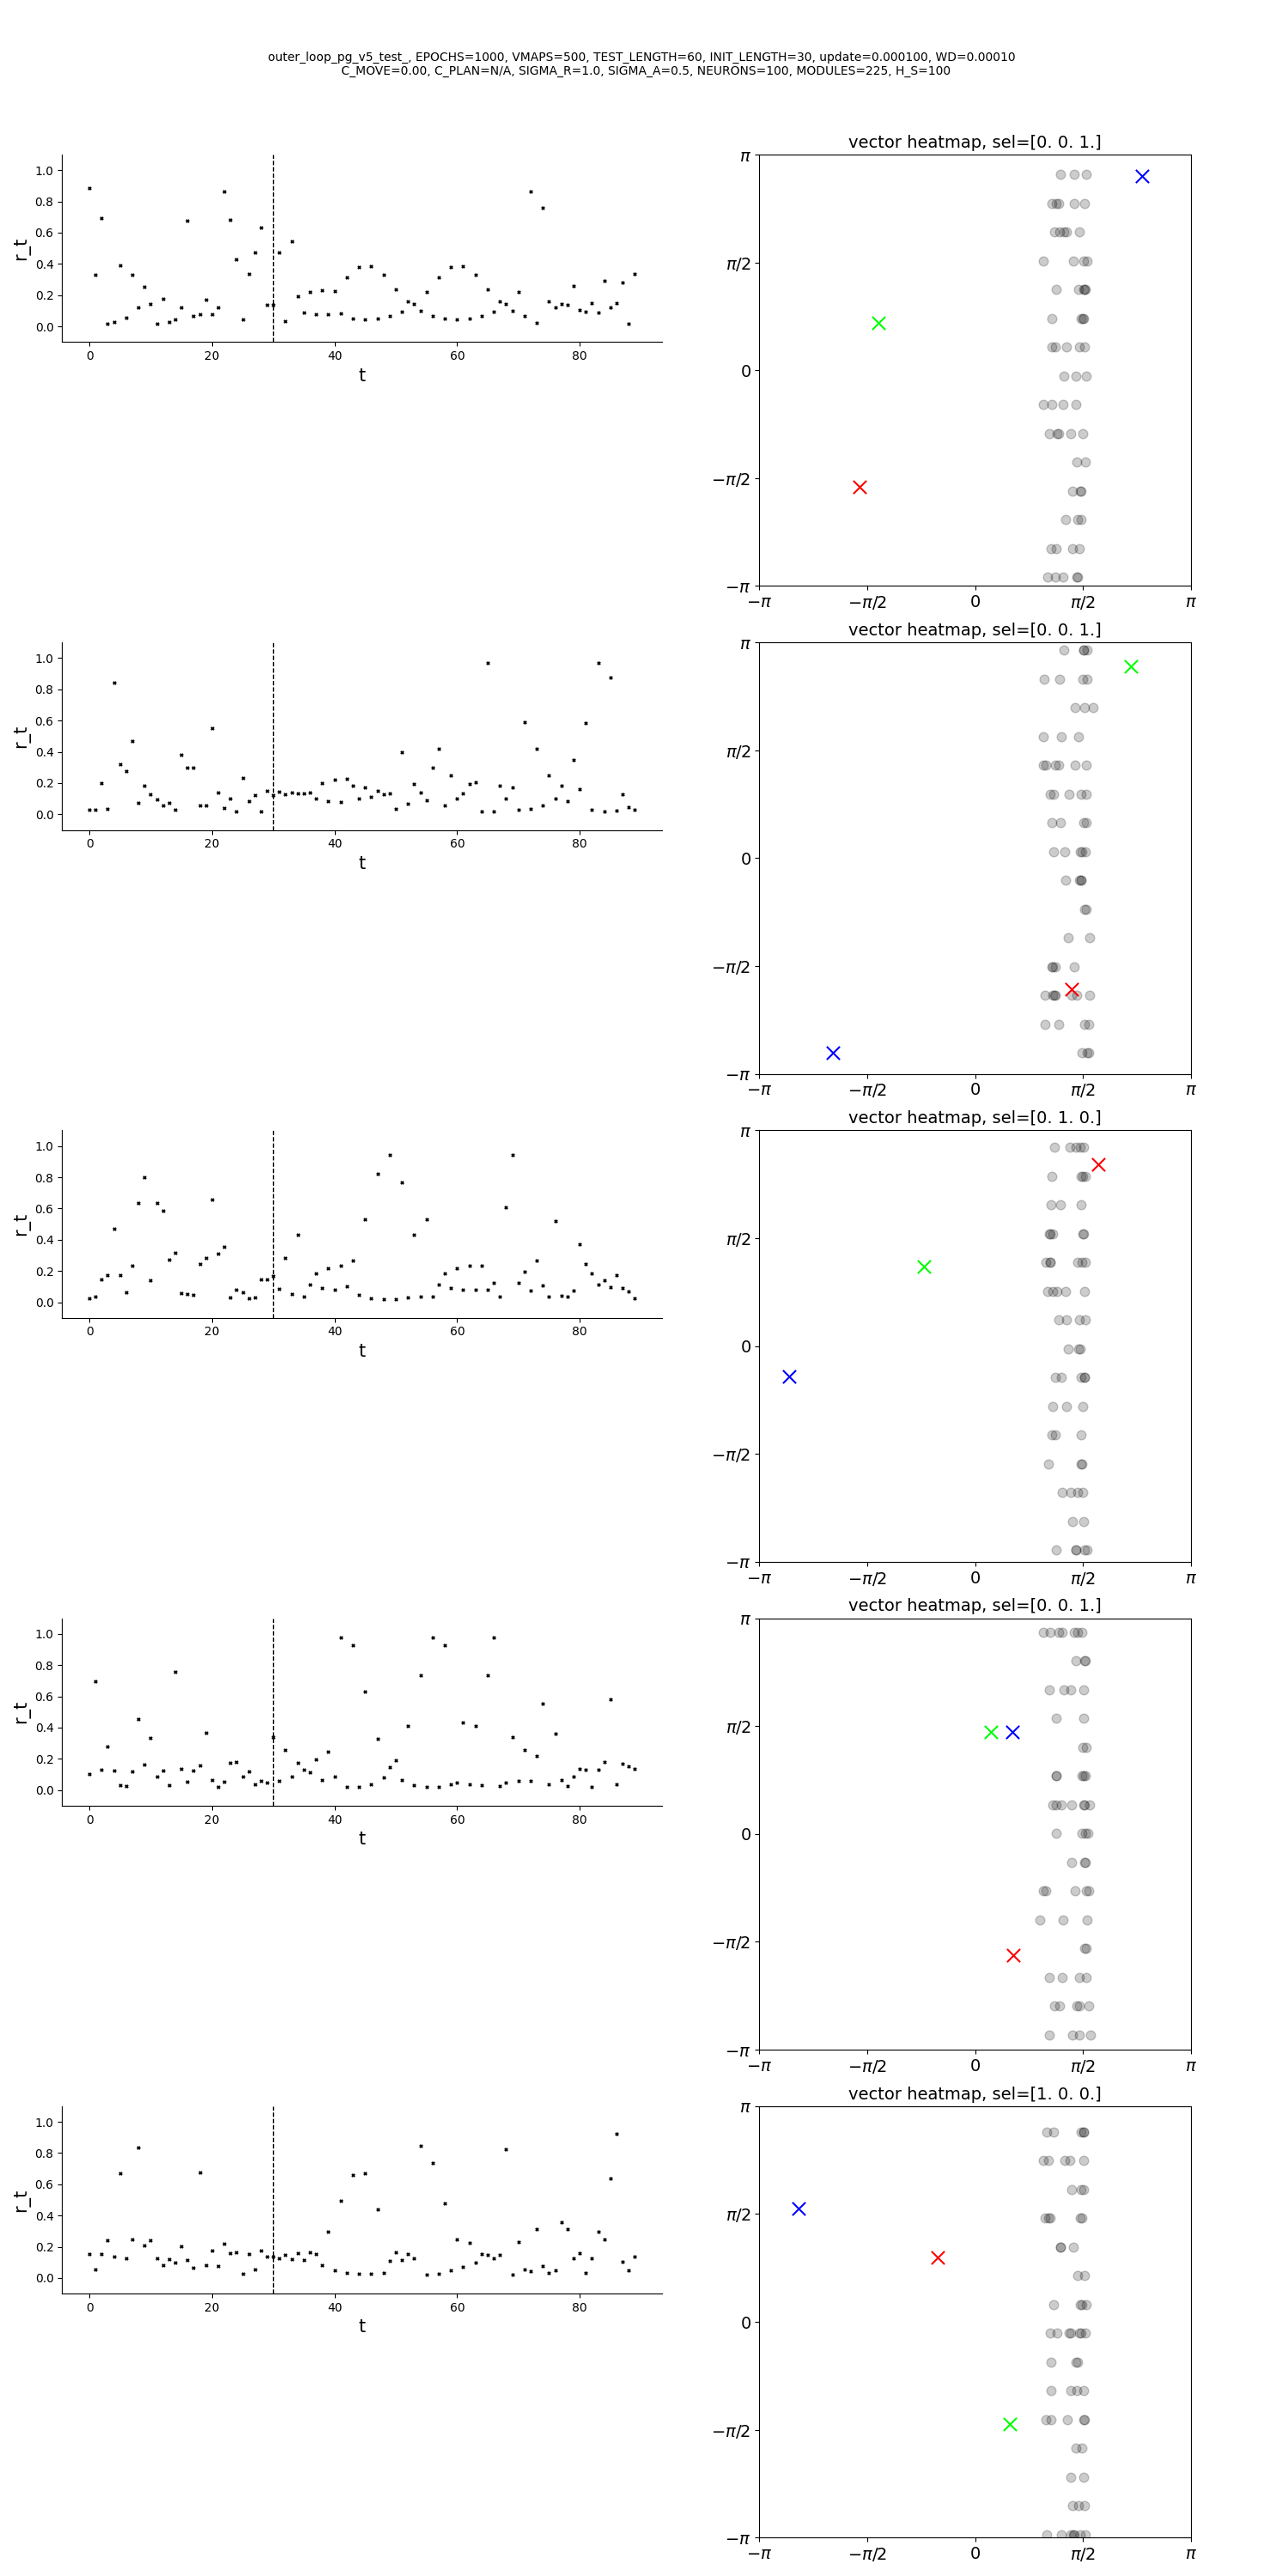 outer_loop_pg_v5_test_, EPOCHS=1000, VMAPS=500, TEST_LENGTH=60, INIT_LENGTH=30, update=0.000100, WD=0.00010
C_MOVE=0.00, C_PLAN=N/A, SIGMA_R=1.0, SIGMA_A=0.5, NEURONS=100, MODULES=225, H_S=100
r_t
1.0
0.8
0.6
0.4
0.2
0.0
0 20 40 60 80
t
vector heatmap, sel=[0. 0. 1.]
π
π/2
0
−π/2
−π
−π −π/2 0 π/2 π
r_t
1.0
0.8
0.6
0.4
0.2
0.0
0 20 40 60 80
t
vector heatmap, sel=[0. 0. 1.]
π
π/2
0
−π/2
−π
−π −π/2 0 π/2 π
r_t
1.0
0.8
0.6
0.4
0.2
0.0
0 20 40 60 80
t
vector heatmap, sel=[0. 1. 0.]
π
π/2
0
−π/2
−π
−π −π/2 0 π/2 π
r_t
1.0
0.8
0.6
0.4
0.2
0.0
0 20 40 60 80
t
vector heatmap, sel=[0. 0. 1.]
π
π/2
0
−π/2
−π
−π −π/2 0 π/2 π
r_t
1.0
0.8
0.6
0.4
0.2
0.0
0 20 40 60 80
t
vector heatmap, sel=[1. 0. 0.]
π
π/2
0
−π/2
−π
−π −π/2 0 π/2 π